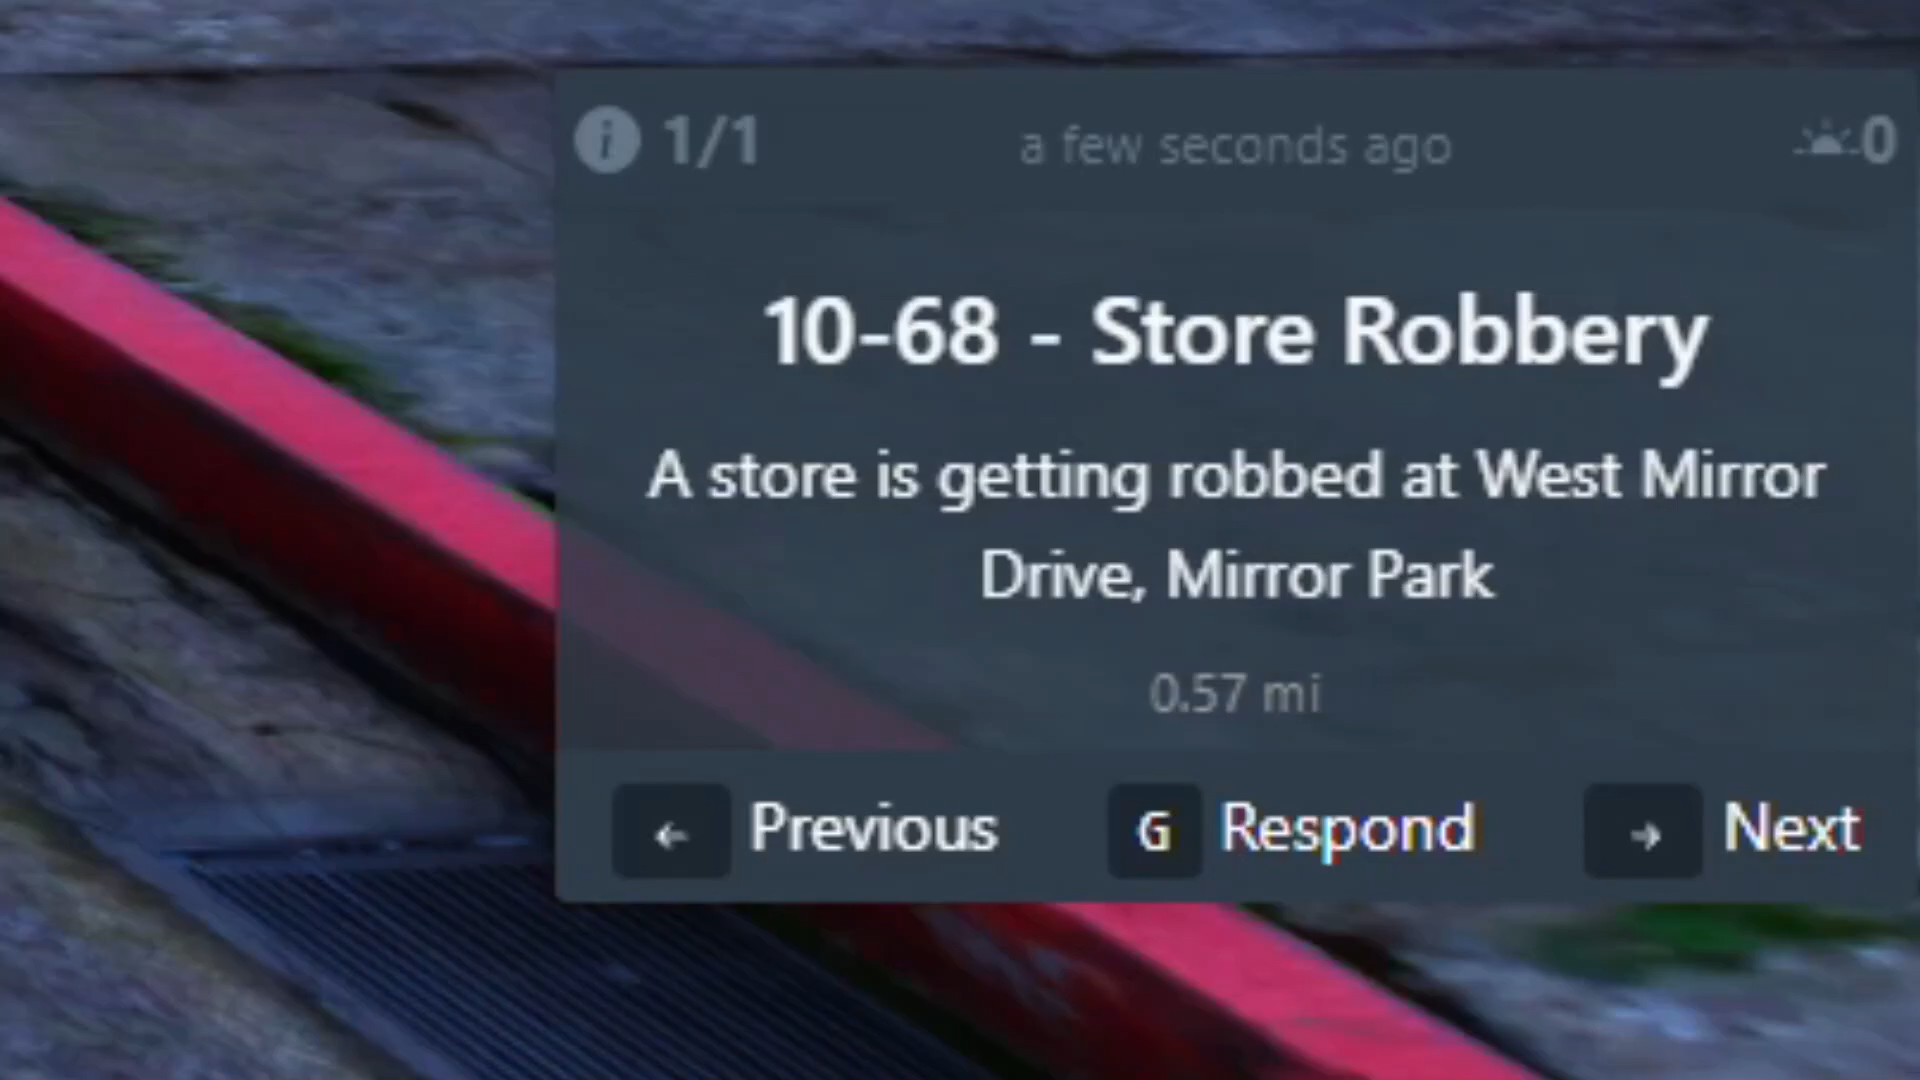 i 1/1 a few seconds ago 0
10-68 - Store Robbery
A store is getting robbed at West Mirror
Drive, Mirror Park
0.57 mi
← Previous G Respond → Next